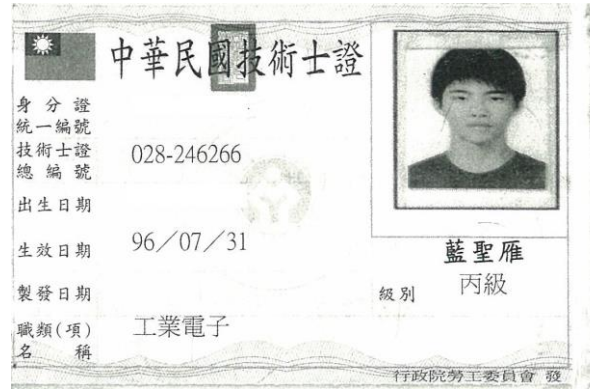 中華民國技術士證
身分證
統一編號
技術士證
總編號 028-246266
出生日期
生效日期 96/07/31
製發日期
職類(項)
名稱 工業電子
藍聖雁
級別 丙級
行政院勞工委員會 發